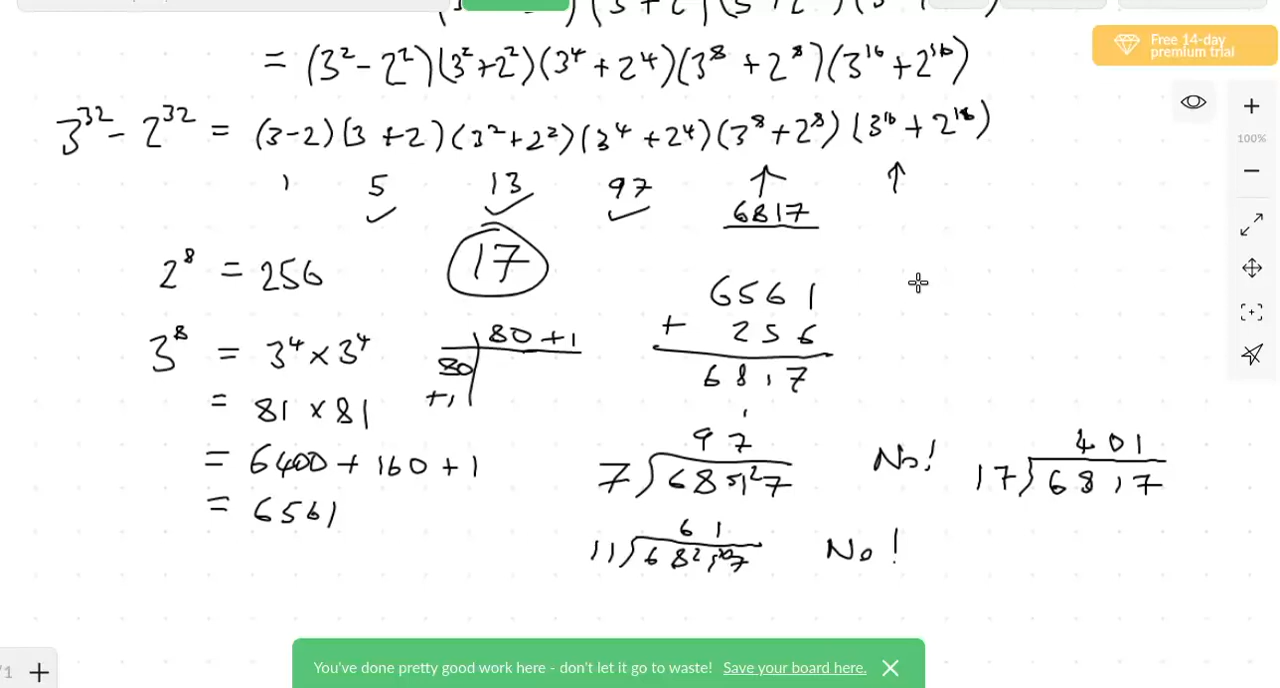 = (3² - 2²)(3² + 2²)(3⁴ + 2⁴)(3⁸ + 2⁸)(3¹⁶ + 2¹⁶)
Free 14-day
premium trial
3³² - 2³² = (3-2)(3+2)(3²+2²)(3⁴+2⁴)(3⁸+2⁸)(3¹⁶+2¹⁶)
100%
1 5 13 97 ↑ ↑
✓ ✓ ✓ 6817
2⁸ = 256
17
6561
+ 256
6817
3⁸ = 3⁴ × 3⁴
80 + 1
80
+1
= 81 × 81
= 6400 + 160 + 1
= 6561
97
7 6817
No!
401
17 6817
61
11 6817
No!
/1 +
You've done pretty good work here - don't let it go to waste! Save your board here.